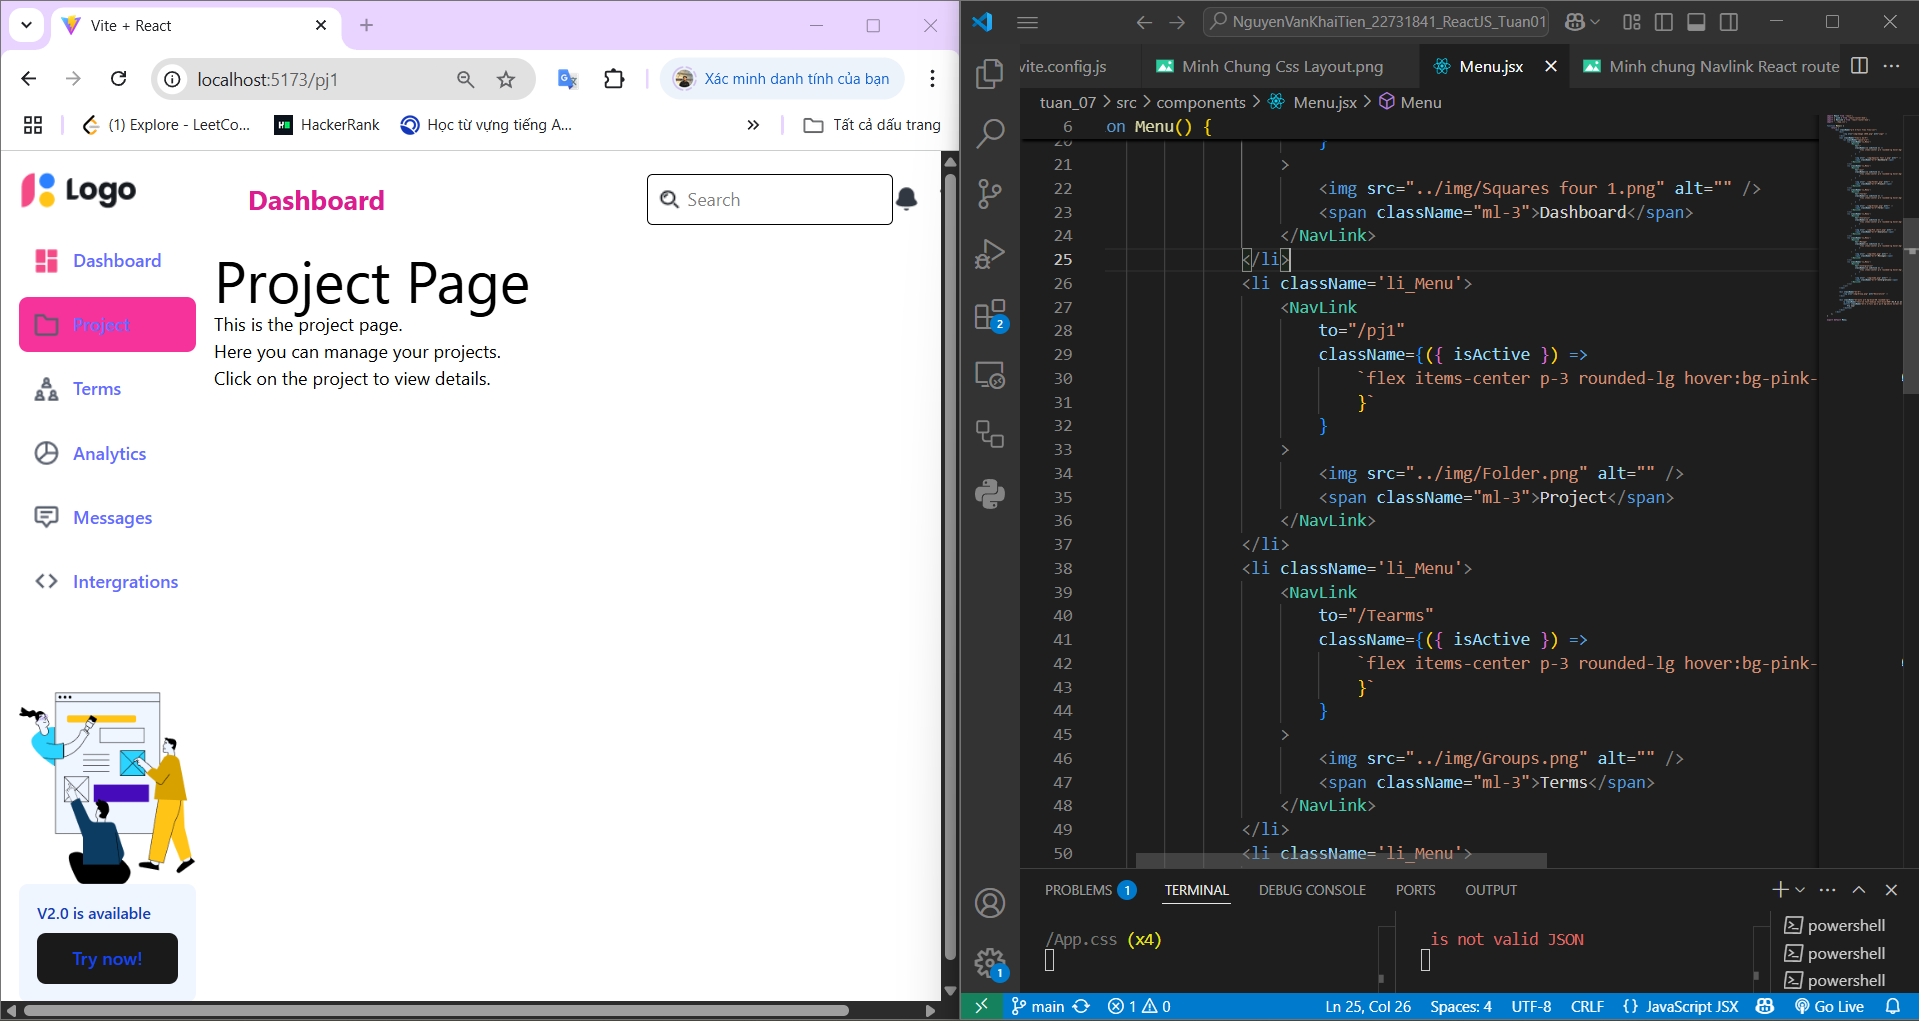 Vite + React
localhost:5173/pj1
Xác minh danh tính của bạn
(1) Explore - LeetCo...
HackerRank
Học từ vựng tiếng A...
Tất cả dấu trang
Logo
Dashboard
Search
Dashboard
Project
Terms
Analytics
Messages
Intergrations
Project Page
This is the project page.
Here you can manage your projects.
Click on the project to view details.
V2.0 is available
Try now!
NguyenVanKhaiTien_22731841_ReactJS_Tuan01
vite.config.js
Minh Chung Css Layout.png
Menu.jsx
Minh chung Navlink React route
tuan_07 > src > components > Menu.jsx > Menu
6 on Menu() {
20 }
21 >
22 <img src="../img/Squares four 1.png" alt="" />
23 <span className="ml-3">Dashboard</span>
24 </NavLink>
25 </li>
26 <li className='li_Menu'>
27 <NavLink
28 to="/pj1"
29 className={({ isActive }) =>
30 `flex items-center p-3 rounded-lg hover:bg-pink-
31 }`
32 }
33 >
34 <img src="../img/Folder.png" alt="" />
35 <span className="ml-3">Project</span>
36 </NavLink>
37 </li>
38 <li className='li_Menu'>
39 <NavLink
40 to="/Tearms"
41 className={({ isActive }) =>
42 `flex items-center p-3 rounded-lg hover:bg-pink-
43 }`
44 }
45 >
46 <img src="../img/Groups.png" alt="" />
47 <span className="ml-3">Terms</span>
48 </NavLink>
49 </li>
50 <li className='li_Menu'>
2
PROBLEMS 1
TERMINAL
DEBUG CONSOLE
PORTS
OUTPUT
/App.css (x4)
is not valid JSON
powershell
powershell
powershell
1
main
1
0
Ln 25, Col 26
Spaces: 4
UTF-8
CRLF
{} JavaScript JSX
Go Live